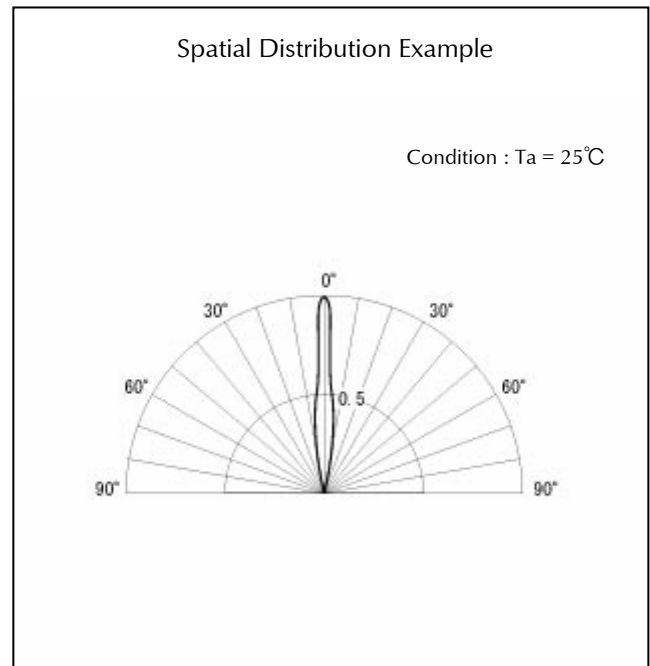 Spatial Distribution Example
Condition : Ta = 25℃
0°
30° 30°
60° 60°
0.5
90° 90°